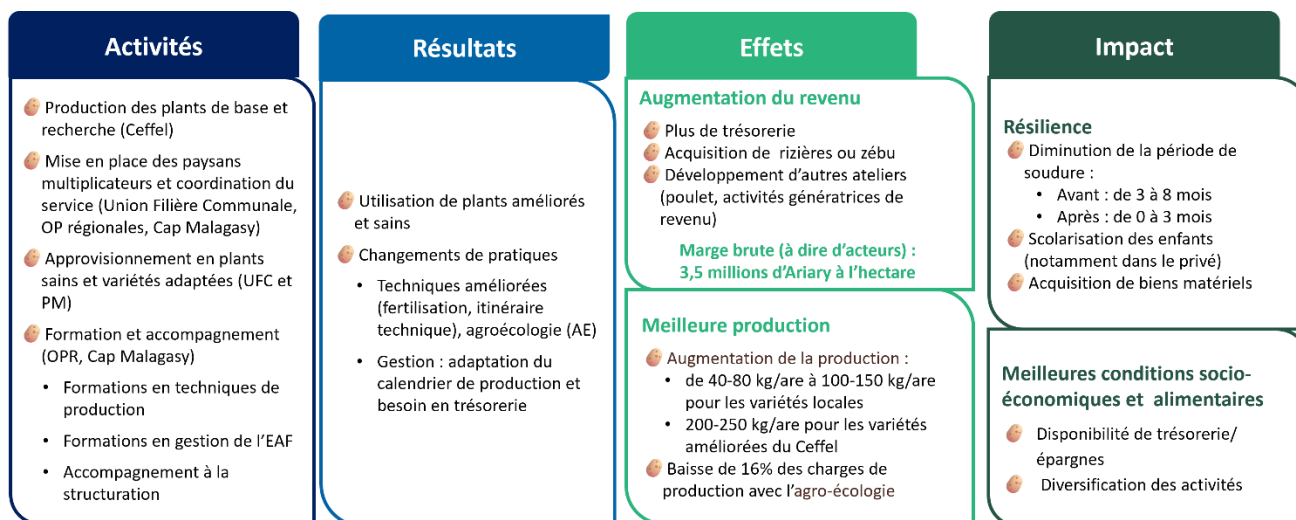 Activités
Production des plants de base et
recherche (Ceffel)
Mise en place des paysans
multiplicateurs et coordination du
service (Union Filière Communale,
OP régionales, Cap Malagasy)
Approvisionnement en plants
sains et variétés adaptées (UFC et
PM)
Formation et accompagnement
(OPR, Cap Malagasy)
• Formations en techniques de
production
• Formations en gestion de l'EAF
• Accompagnement à la
structuration
Résultats
Utilisation de plants améliorés
et sains
Changements de pratiques
• Techniques améliorées
(fertilisation, itinéraire
technique), agroécologie (AE)
• Gestion : adaptation du
calendrier de production et
besoin en trésorerie
Effets
Augmentation du revenu
Plus de trésorerie
Acquisition de rizières ou zébu
Développement d'autres ateliers
(poulet, activités génératrices de
revenu)
Marge brute (à dire d'acteurs) :
3,5 millions d'Ariary à l'hectare
Meilleure production
Augmentation de la production :
• de 40-80 kg/are à 100-150 kg/are
pour les variétés locales
• 200-250 kg/are pour les variétés
améliorées du Ceffel
Baisse de 16% des charges de
production avec l'agro-écologie
Impact
Résilience
Diminution de la période de
soudure :
• Avant : de 3 à 8 mois
• Après : de 0 à 3 mois
Scolarisation des enfants
(notamment dans le privé)
Acquisition de biens matériels
Meilleures conditions socio-
économiques et alimentaires
Disponibilité de trésorerie/
épargnes
Diversification des activités